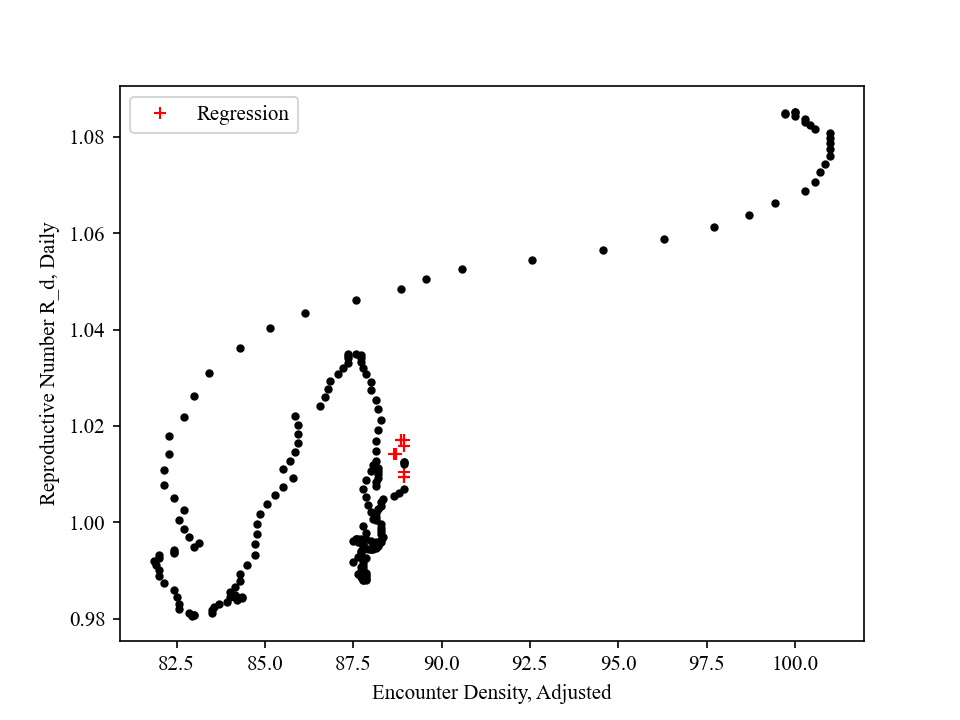 Regression
1.08
1.06
1.04
1.02
1.00
0.98
Reproductive Number R_d, Daily
82.5 85.0 87.5 90.0 92.5 95.0 97.5 100.0
Encounter Density, Adjusted